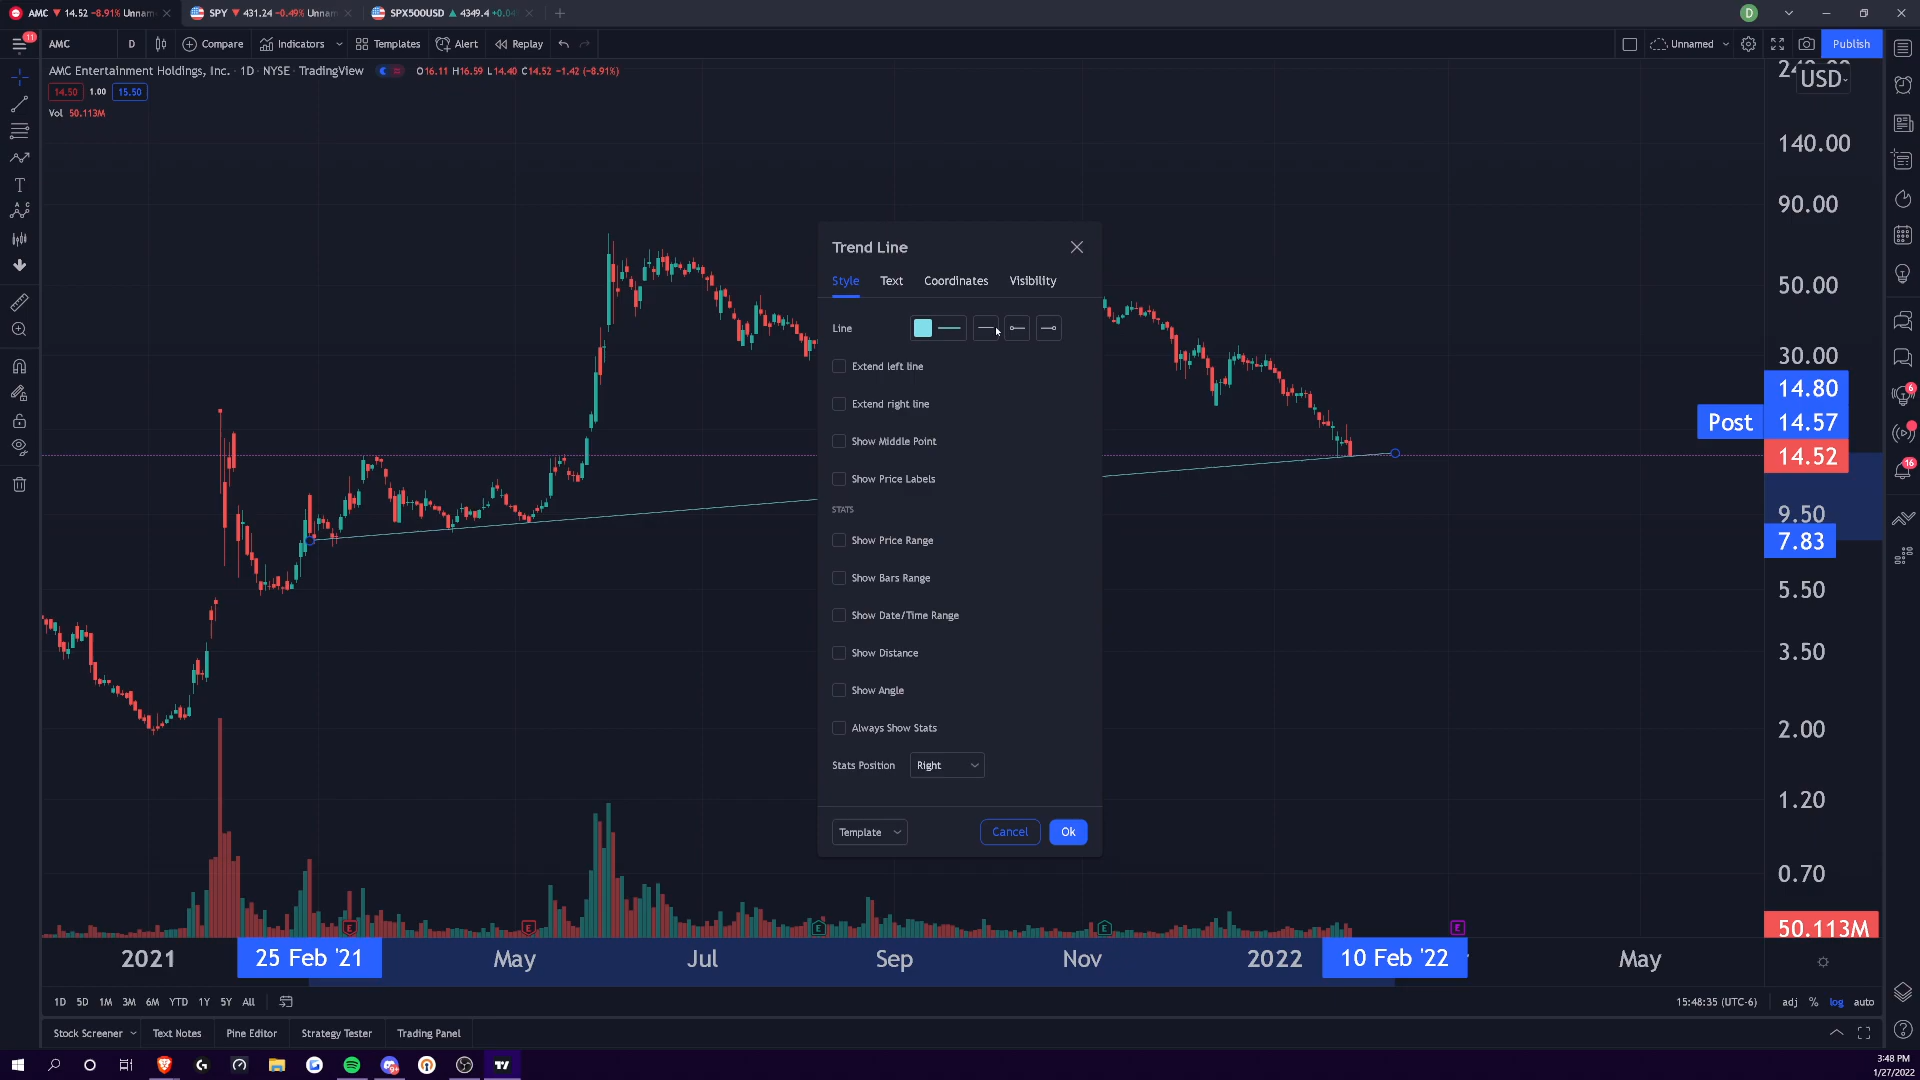 AMC ▼ 14.52 -8.91% Unnam
SPY ▼ 431.24 -0.49% Unnam
SPX500USD ▲ 4349.4 +0.04
D
11
AMC
D
Compare
Indicators
Templates
Alert
Replay
Unnamed
Publish
AMC Entertainment Holdings, Inc. · 1D · NYSE · TradingView
O16.11 H16.59 L14.40 C14.52 -1.42 (-8.91%)
14.50 1.00 15.50
Vol 50.113M
USD
140.00
90.00
50.00
30.00
14.80
Post 14.57
14.52
9.50
7.83
5.50
3.50
2.00
1.20
0.70
50.113M
6
16
Trend Line
Style Text Coordinates Visibility
Line
Extend left line
Extend right line
Show Middle Point
Show Price Labels
STATS
Show Price Range
Show Bars Range
Show Date/Time Range
Show Distance
Show Angle
Always Show Stats
Stats Position Right
Template Cancel Ok
E E E E E
2021 25 Feb '21 May Jul Sep Nov 2022 10 Feb '22 May
1D 5D 1M 3M 6M YTD 1Y 5Y All
15:48:35 (UTC-6) adj % log auto
Stock Screener Text Notes Pine Editor Strategy Tester Trading Panel
3:48 PM
1/27/2022